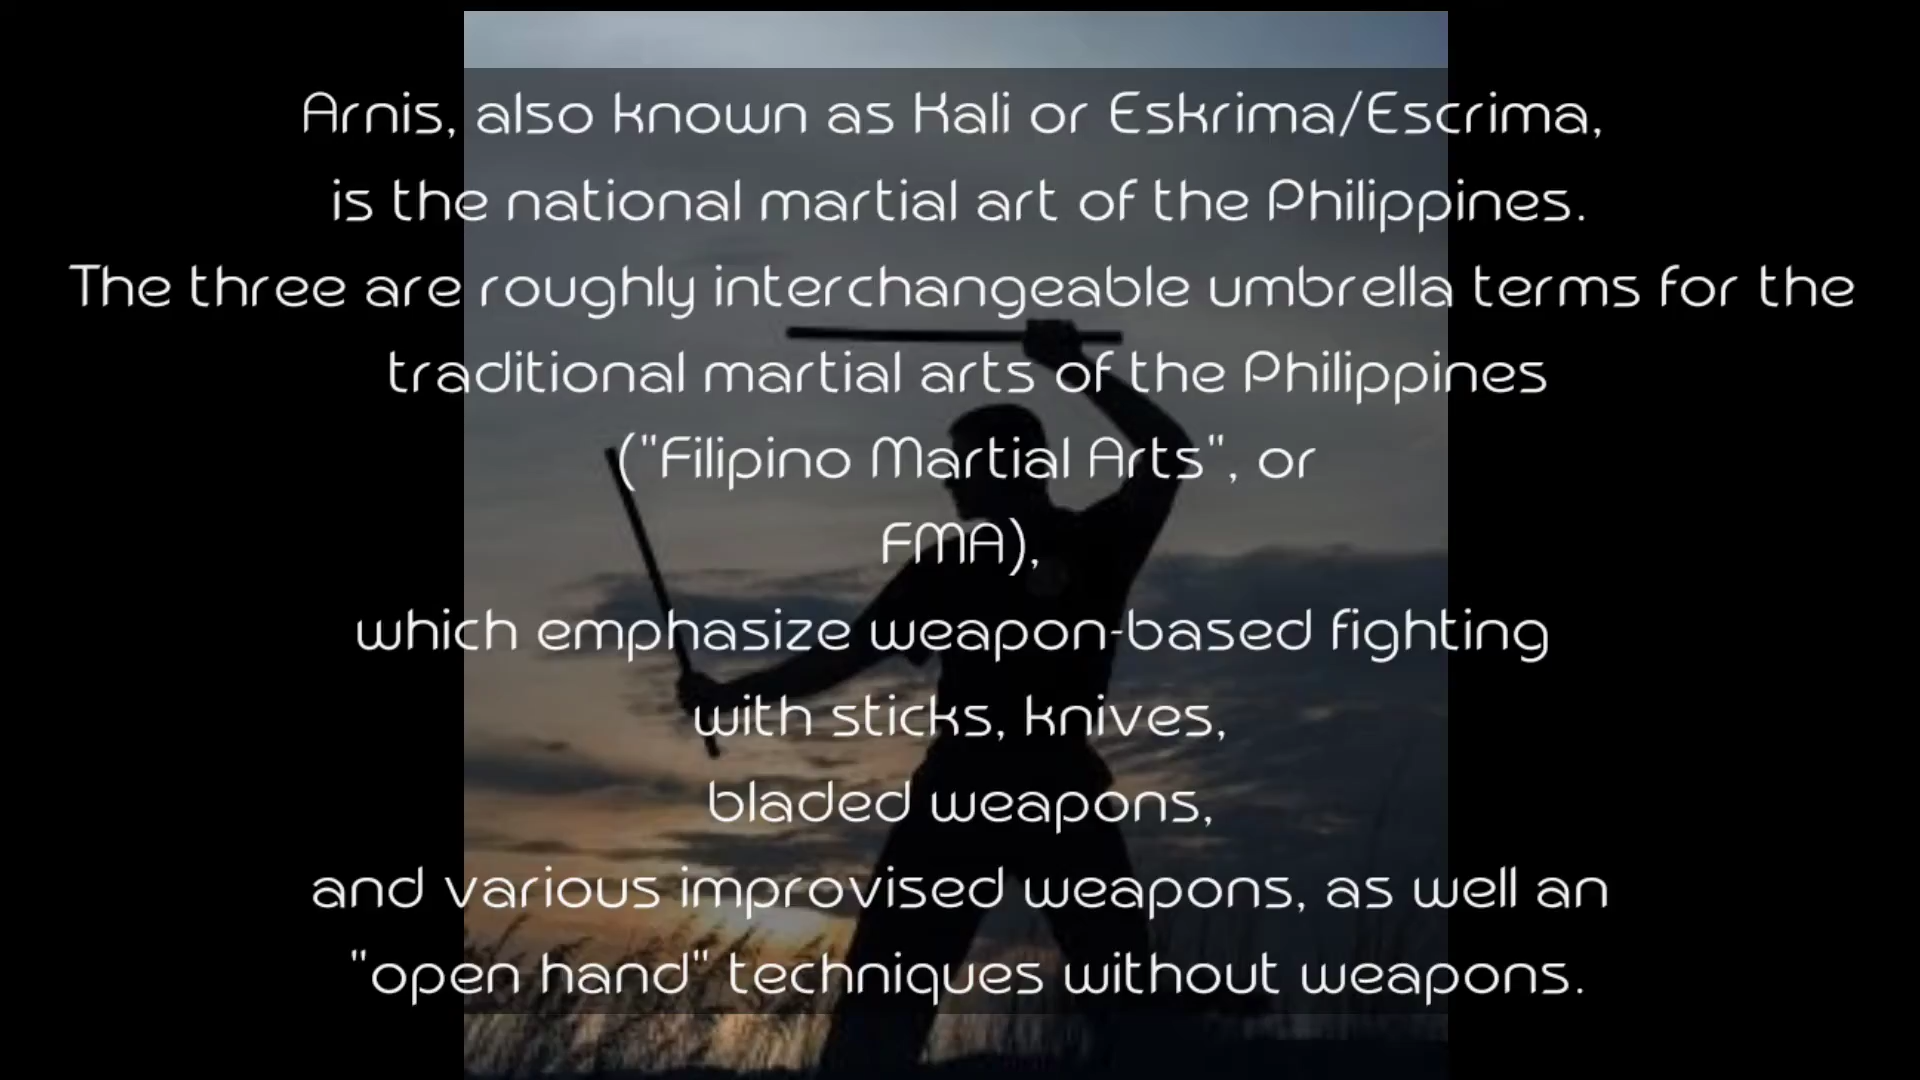 Arnis, also known as Kali or Eskrima/Escrima,
is the national martial art of the Philippines.
The three are roughly interchangeable umbrella terms for the
traditional martial arts of the Philippines
("Filipino Martial Arts", or
FMA),
which emphasize weapon-based fighting
with sticks, knives,
bladed weapons,
and various improvised weapons, as well an
"open hand" techniques without weapons.